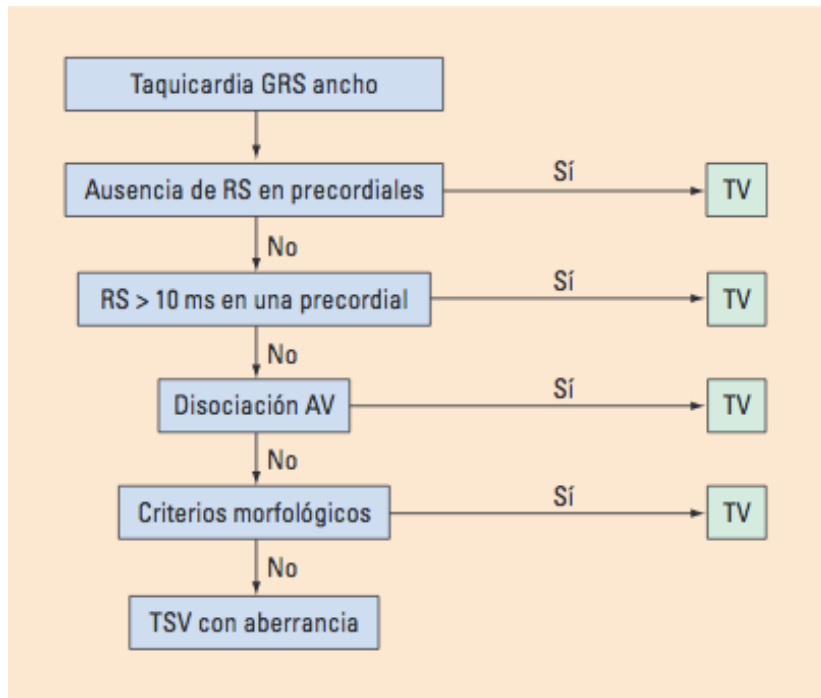 Taquicardia GRS ancho
Ausencia de RS en precordiales
Sí
TV
No
RS > 10 ms en una precordial
Sí
TV
No
Disociación AV
Sí
TV
No
Criterios morfológicos
Sí
TV
No
TSV con aberrancia